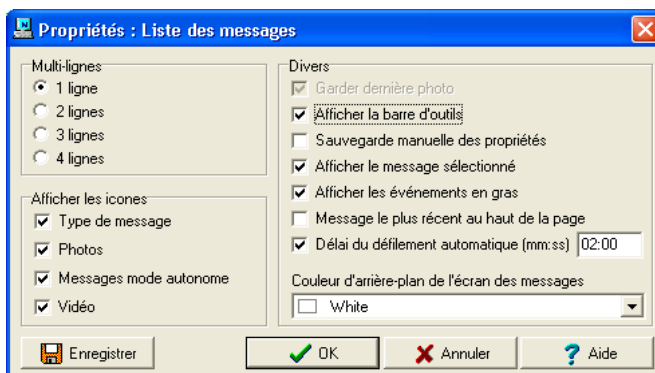 Propriétés : Liste des messages
Multi-lignes
1 ligne
2 lignes
3 lignes
4 lignes
Afficher les icones
Type de message
Photos
Messages mode autonome
Vidéo
Divers
Garder dernière photo
Afficher la barre d'outils
Sauvegarde manuelle des propriétés
Afficher le message sélectionné
Afficher les événements en gras
Message le plus récent au haut de la page
Délai du défilement automatique (mm:ss) 02:00
Couleur d'arrière-plan de l'écran des messages
White
Enregistrer
OK
Annuler
Aide